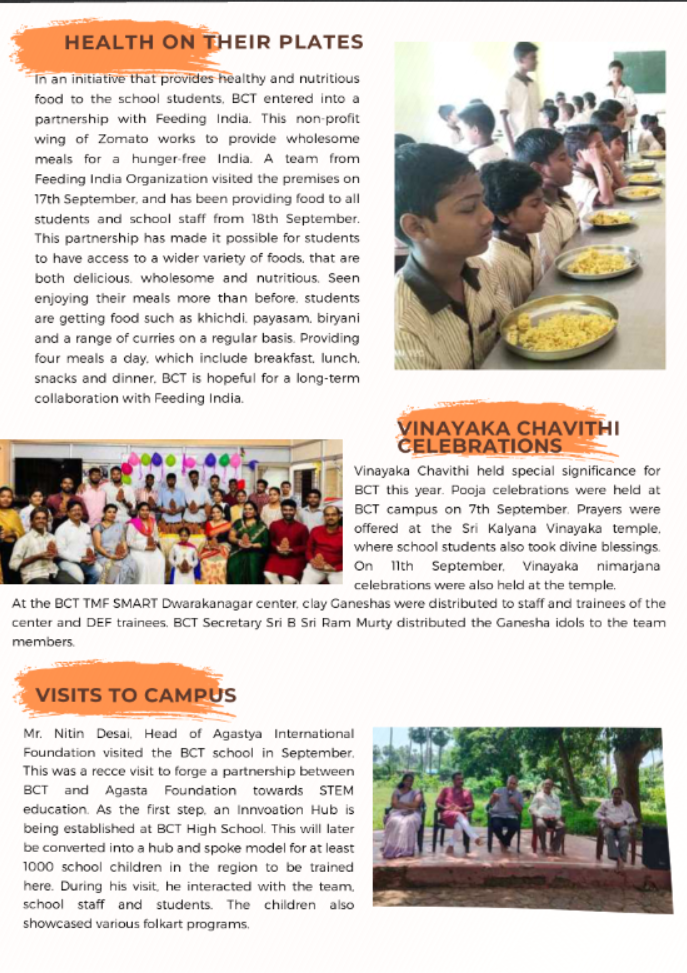 HEALTH ON THEIR PLATES
In an initiative that provides healthy and nutritious
food to the school students, BCT entered into a
partnership with Feeding India. This non-profit
wing of Zomato works to provide wholesome
meals for a hunger-free India. A team from
Feeding India Organization visited the premises on
17th September, and has been providing food to all
students and school staff from 18th September.
This partnership has made it possible for students
to have access to a wider variety of foods, that are
both delicious, wholesome and nutritious. Seen
enjoying their meals more than before, students
are getting food such as khichdi, payasam, biryani
and a range of curries on a regular basis. Providing
four meals a day, which include breakfast, lunch,
snacks and dinner, BCT is hopeful for a long-term
collaboration with Feeding India.
VINAYAKA CHAVITHI
CELEBRATIONS
Vinayaka Chavithi held special significance for
BCT this year. Pooja celebrations were held at
BCT campus on 7th September. Prayers were
offered at the Sri Kalyana Vinayaka temple,
where school students also took divine blessings.
On 11th September, Vinayaka nimarjana
celebrations were also held at the temple.
At the BCT TMF SMART Dwarakanagar center, clay Ganeshas were distributed to staff and trainees of the
center and DEF trainees. BCT Secretary Sri B Sri Ram Murty distributed the Ganesha idols to the team
members.
VISITS TO CAMPUS
Mr. Nitin Desai, Head of Agastya International
Foundation visited the BCT school in September.
This was a recce visit to forge a partnership between
BCT and Agasta Foundation towards STEM
education. As the first step, an Innvoation Hub is
being established at BCT High School. This will later
be converted into a hub and spoke model for at least
1000 school children in the region to be trained
here. During his visit, he interacted with the team,
school staff and students. The children also
showcased various folkart programs.